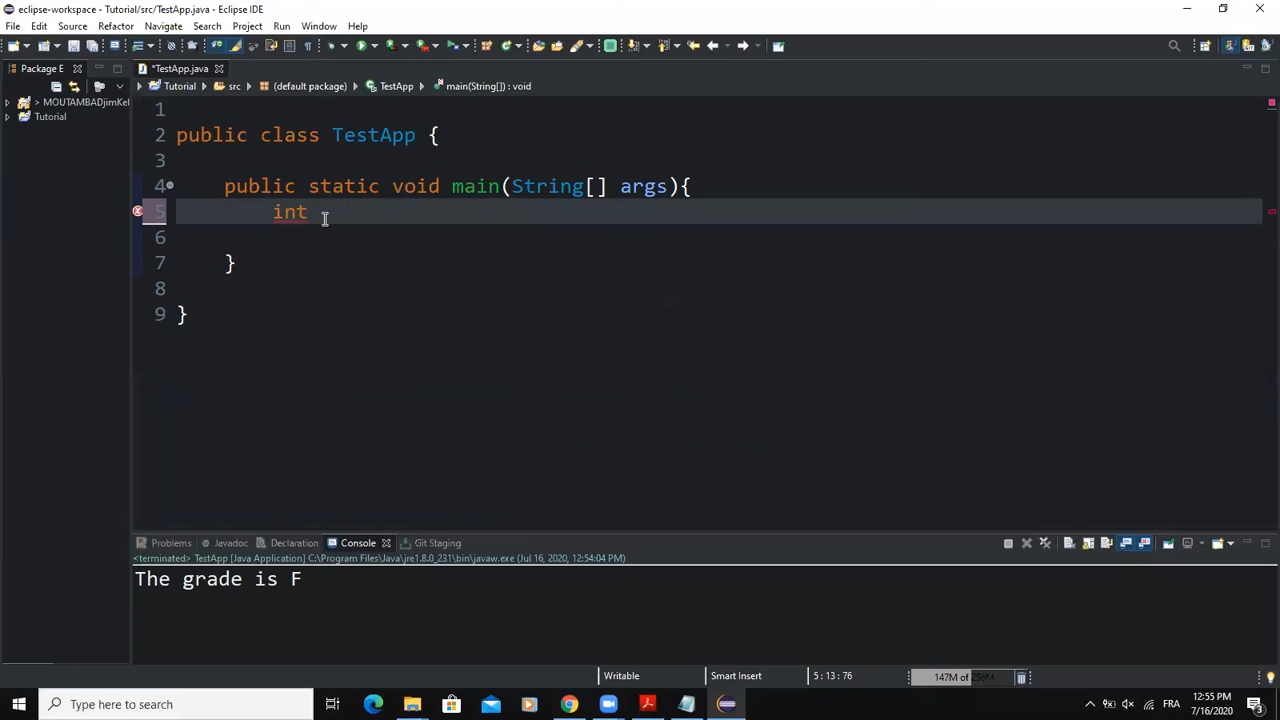 eclipse-workspace - Tutorial/src/TestApp.java - Eclipse IDE
File Edit Source Refactor Navigate Search Project Run Window Help
Package E
*TestApp.java
Tutorial src (default package) TestApp main(String[]) : void
> MOUTAMBADjimKel
Tutorial
1
2 public class TestApp {
3
4 public static void main(String[] args){
5 int
6
7 }
8
9 }
Problems Javadoc Declaration Console Git Staging
<terminated> TestApp [Java Application] C:\Program Files\Java\jre1.8.0_231\bin\javaw.exe (Jul 16, 2020, 12:54:04 PM)
The grade is F
Writable Smart Insert 5 : 13 : 76 147M of 256M
Type here to search
FRA
12:55 PM
7/16/2020
3